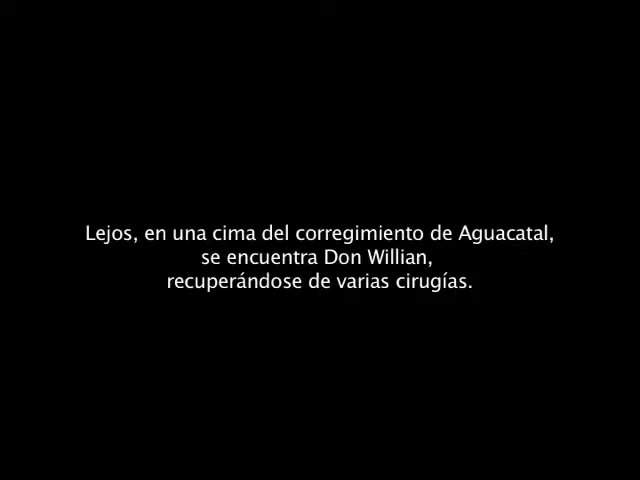 Lejos, en una cima del corregimiento de Aguacatal,
se encuentra Don Willian,
recuperándose de varias cirugías.